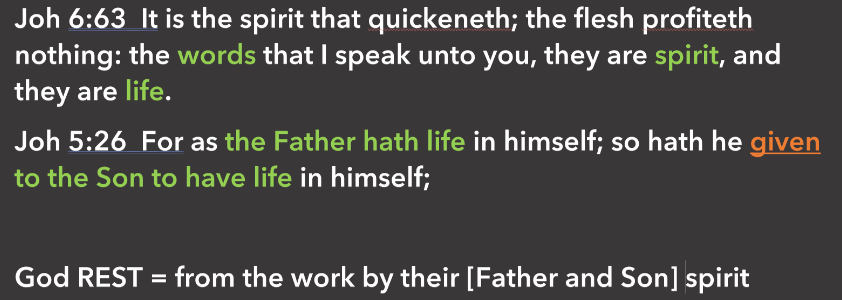 Joh 6:63  It is the spirit that quickeneth; the flesh profiteth
nothing: the words that I speak unto you, they are spirit, and
they are life.
Joh 5:26  For as the Father hath life in himself; so hath he given
to the Son to have life in himself;
God REST = from the work by their [Father and Son] spirit